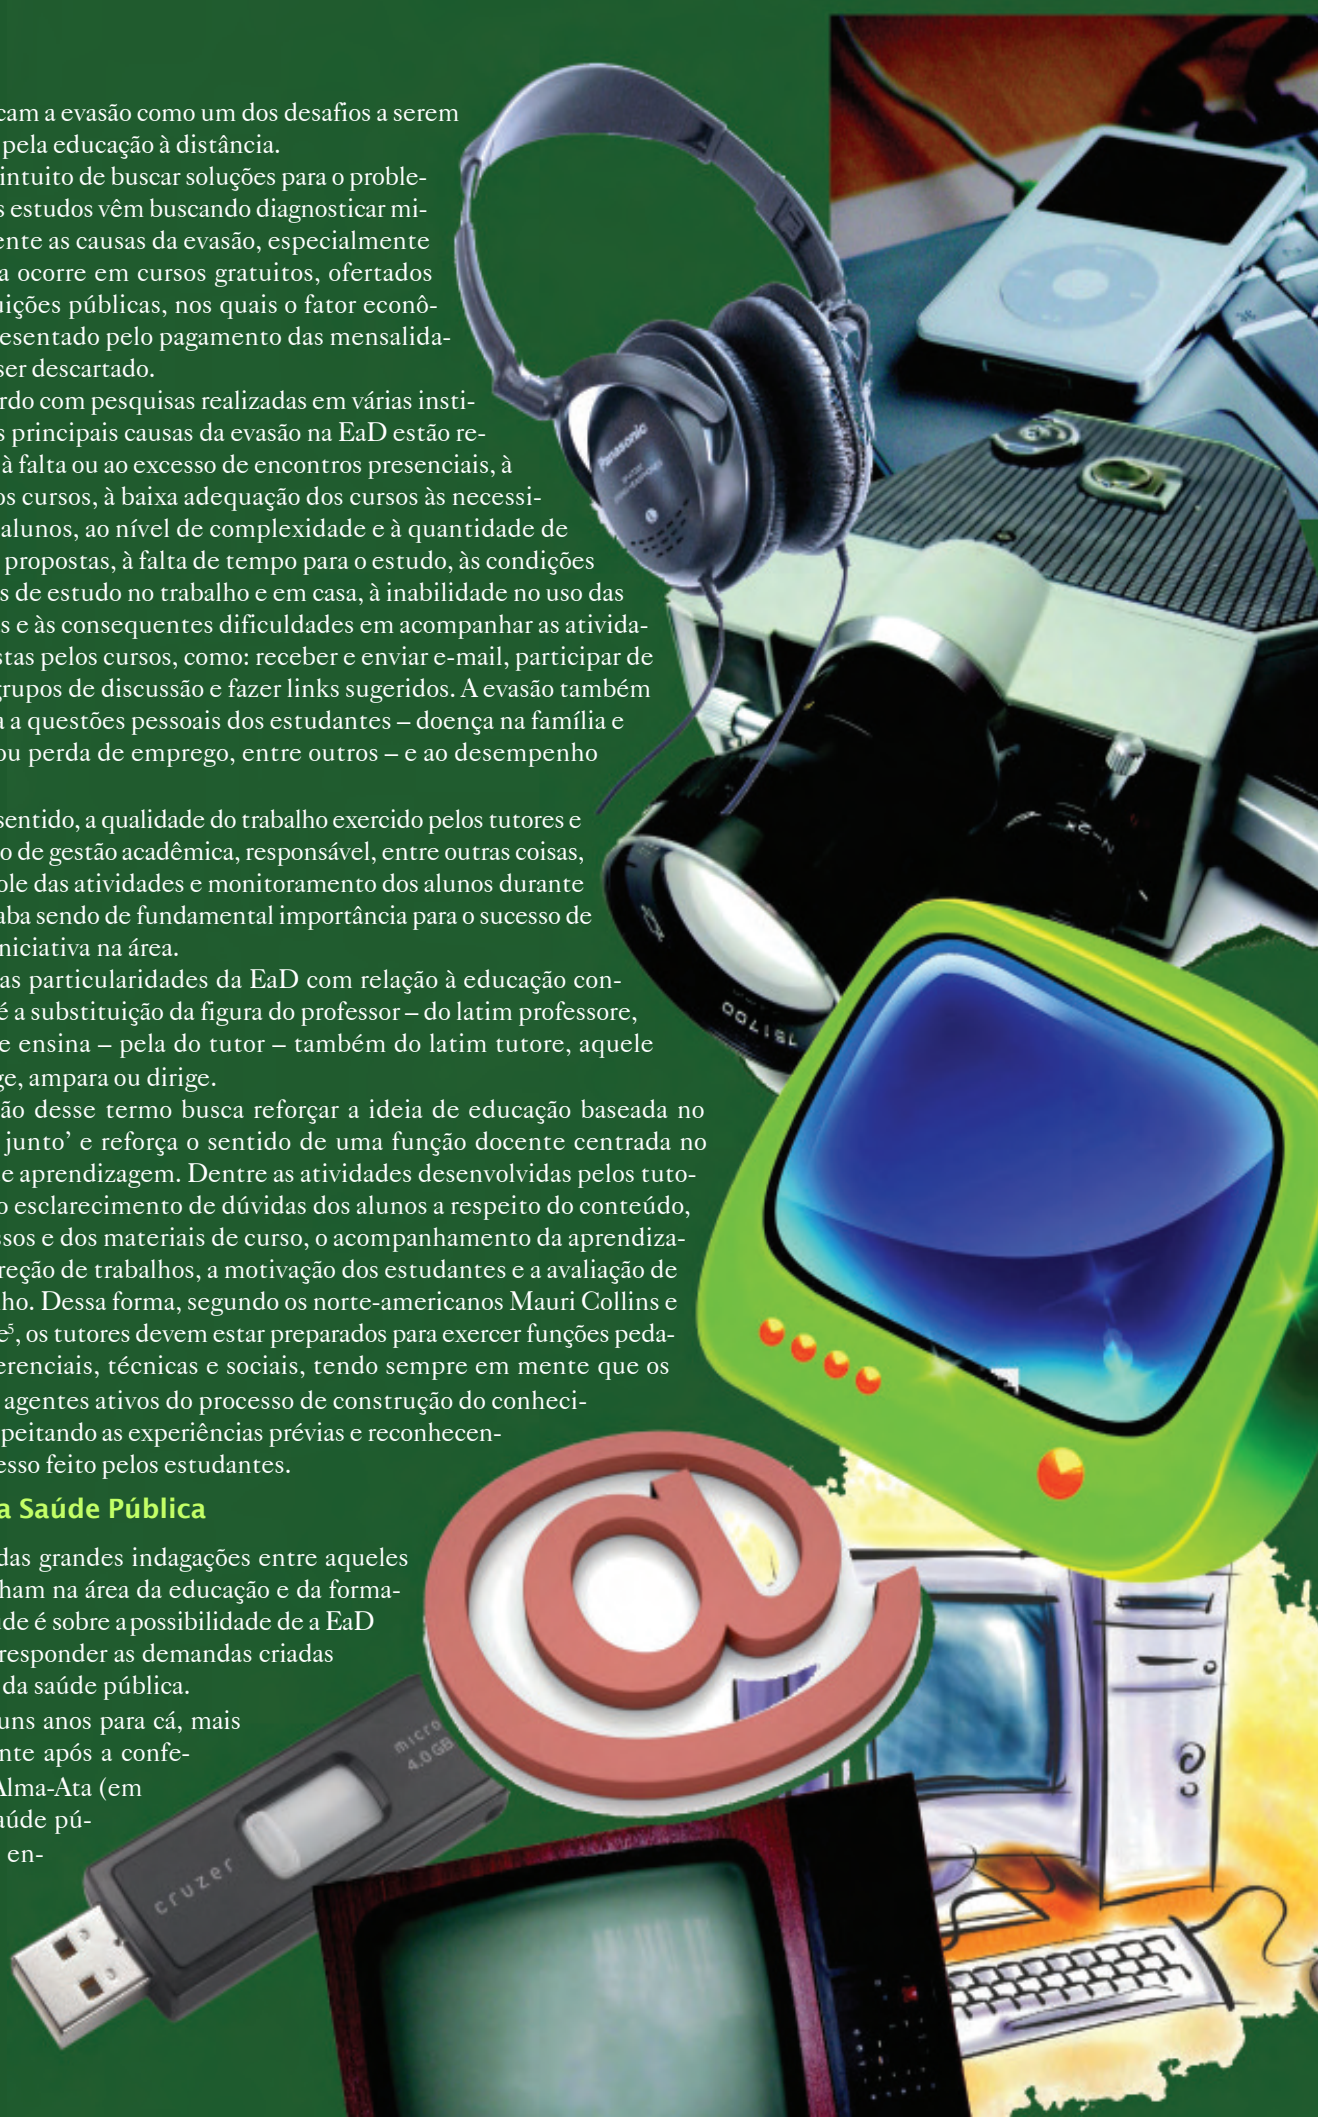 cam a evasão como um dos desafios a serem
pela educação à distância.
intuito de buscar soluções para o proble-
s estudos vêm buscando diagnosticar mi-
ente as causas da evasão, especialmente
a ocorre em cursos gratuitos, ofertados
uições públicas, nos quais o fator econô-
esentado pelo pagamento das mensalida-
ser descartado.
rdo com pesquisas realizadas em várias insti-
s principais causas da evasão na EaD estão re-
à falta ou ao excesso de encontros presenciais, à
os cursos, à baixa adequação dos cursos às necessi-
alunos, ao nível de complexidade e à quantidade de
propostas, à falta de tempo para o estudo, às condições
s de estudo no trabalho e em casa, à inabilidade no uso das
s e às consequentes dificuldades em acompanhar as ativida-
stas pelos cursos, como: receber e enviar e-mail, participar de
grupos de discussão e fazer links sugeridos. A evasão também
a a questões pessoais dos estudantes – doença na família e
ou perda de emprego, entre outros – e ao desempenho
sentido, a qualidade do trabalho exercido pelos tutores e
o de gestão acadêmica, responsável, entre outras coisas,
ole das atividades e monitoramento dos alunos durante
aba sendo de fundamental importância para o sucesso de
niciativa na área.
as particularidades da EaD com relação à educação con-
é a substituição da figura do professor – do latim professore,
e ensina – pela do tutor – também do latim tutore, aquele
ge, ampara ou dirige.
ão desse termo busca reforçar a ideia de educação baseada no
junto’ e reforça o sentido de uma função docente centrada no
e aprendizagem. Dentre as atividades desenvolvidas pelos tuto-
o esclarecimento de dúvidas dos alunos a respeito do conteúdo,
ssos e dos materiais de curso, o acompanhamento da aprendiza-
reção de trabalhos, a motivação dos estudantes e a avaliação de
ho. Dessa forma, segundo os norte-americanos Mauri Collins e
e⁵, os tutores devem estar preparados para exercer funções peda-
erenciais, técnicas e sociais, tendo sempre em mente que os
agentes ativos do processo de construção do conheci-
peitando as experiências prévias e reconhecen-
esso feito pelos estudantes.
a Saúde Pública
das grandes indagações entre aqueles
ham na área da educação e da forma-
úde é sobre a possibilidade de a EaD
responder as demandas criadas
da saúde pública.
uns anos para cá, mais
nte após a confe-
Alma-Ata (em
aúde pú-
en-
Panasonic
N-2x
781700
@
micro
4.0GB
cruzer